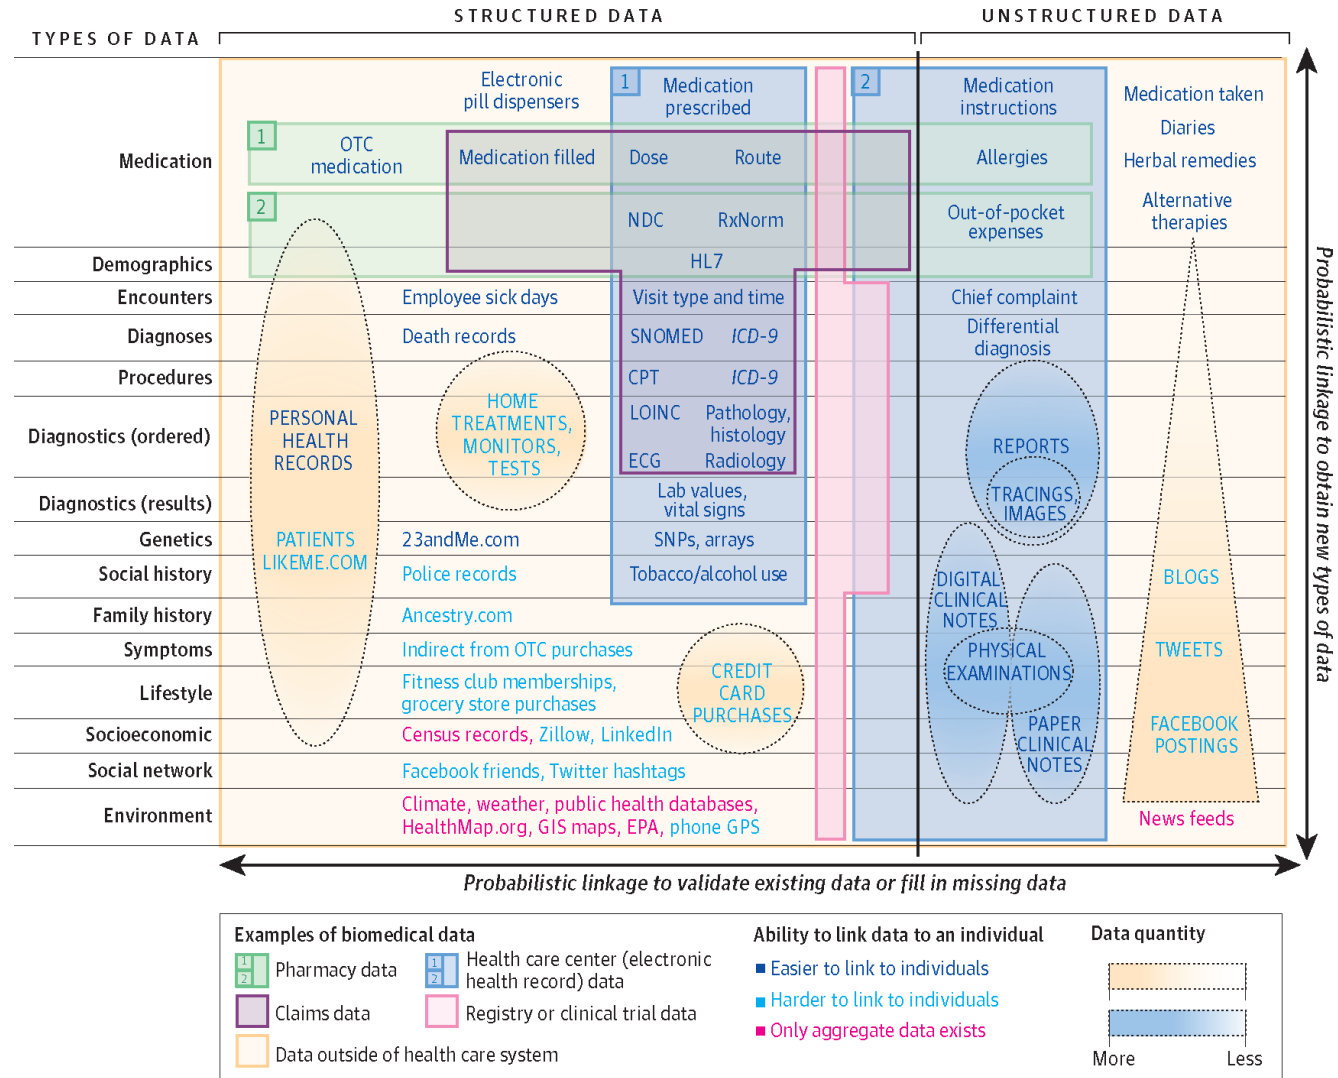 STRUCTURED DATA
UNSTRUCTURED DATA
TYPES OF DATA
Electronic
pill dispensers
1
Medication
prescribed
2
Medication
instructions
Medication taken
Diaries
Herbal remedies
Alternative
therapies
Medication
1
OTC
medication
Medication filled
Dose
Route
Allergies
2
NDC
RxNorm
Out-of-pocket
expenses
Demographics
HL7
Encounters
Employee sick days
Visit type and time
Chief complaint
Diagnoses
Death records
SNOMED
ICD-9
Differential
diagnosis
Procedures
CPT
ICD-9
Diagnostics (ordered)
PERSONAL
HEALTH
RECORDS
HOME
TREATMENTS,
MONITORS,
TESTS
LOINC
Pathology,
histology
ECG
Radiology
REPORTS
Diagnostics (results)
Lab values,
vital signs
TRACINGS,
IMAGES
Genetics
PATIENTS
LIKEME.COM
23andMe.com
SNPs, arrays
Social history
Police records
Tobacco/alcohol use
DIGITAL
CLINICAL
NOTES
BLOGS
Family history
Ancestry.com
Symptoms
Indirect from OTC purchases
PHYSICAL
EXAMINATIONS
TWEETS
Lifestyle
Fitness club memberships,
grocery store purchases
CREDIT
CARD
PURCHASES
Socioeconomic
Census records, Zillow, LinkedIn
PAPER
CLINICAL
NOTES
FACEBOOK
POSTINGS
Social network
Facebook friends, Twitter hashtags
Environment
Climate, weather, public health databases,
HealthMap.org, GIS maps, EPA, phone GPS
News feeds
Probabilistic linkage to obtain new types of data
Probabilistic linkage to validate existing data or fill in missing data
Examples of biomedical data
1
2
Pharmacy data
1
2
Health care center (electronic
health record) data
Claims data
Registry or clinical trial data
Data outside of health care system
Ability to link data to an individual
Easier to link to individuals
Harder to link to individuals
Only aggregate data exists
Data quantity
More
Less